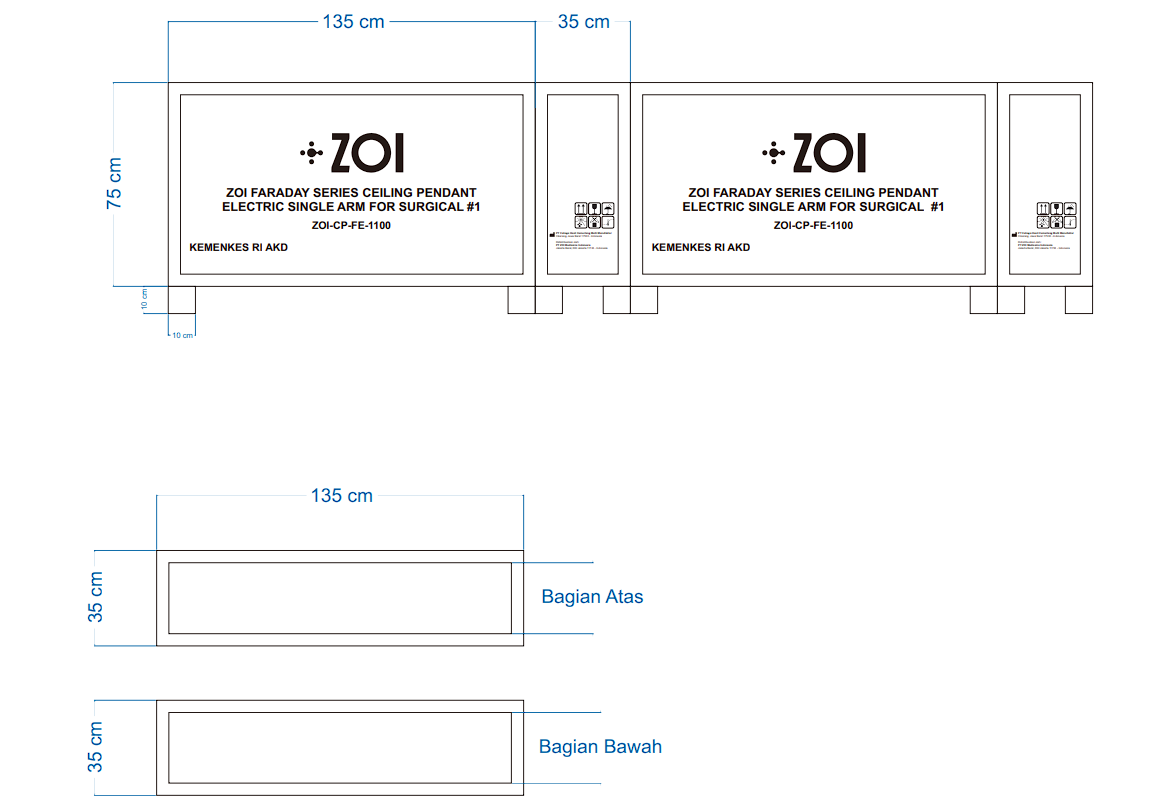 135 cm
35 cm
75 cm
ZOI
ZOI FARADAY SERIES CEILING PENDANT
ELECTRIC SINGLE ARM FOR SURGICAL #1
ZOI-CP-FE-1100
KEMENKES RI AKD
ZOI
ZOI FARADAY SERIES CEILING PENDANT
ELECTRIC SINGLE ARM FOR SURGICAL #1
ZOI-CP-FE-1100
KEMENKES RI AKD
10 cm
10 cm
135 cm
35 cm
Bagian Atas
35 cm
Bagian Bawah